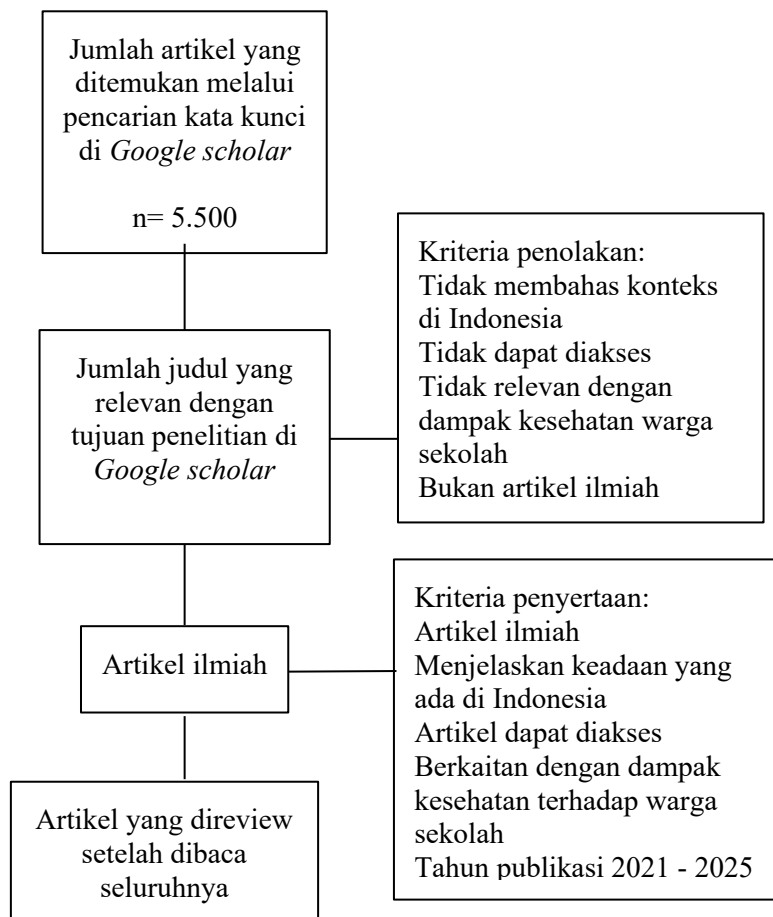 Jumlah artikel yang
ditemukan melalui
pencarian kata kunci
di Google scholar
n= 5.500
Kriteria penolakan:
Tidak membahas konteks
di Indonesia
Tidak dapat diakses
Tidak relevan dengan
dampak kesehatan warga
sekolah
Bukan artikel ilmiah
Jumlah judul yang
relevan dengan
tujuan penelitian di
Google scholar
Kriteria penyertaan:
Artikel ilmiah
Menjelaskan keadaan yang
ada di Indonesia
Artikel dapat diakses
Berkaitan dengan dampak
kesehatan terhadap warga
sekolah
Tahun publikasi 2021 - 2025
Artikel ilmiah
Artikel yang direview
setelah dibaca
seluruhnya